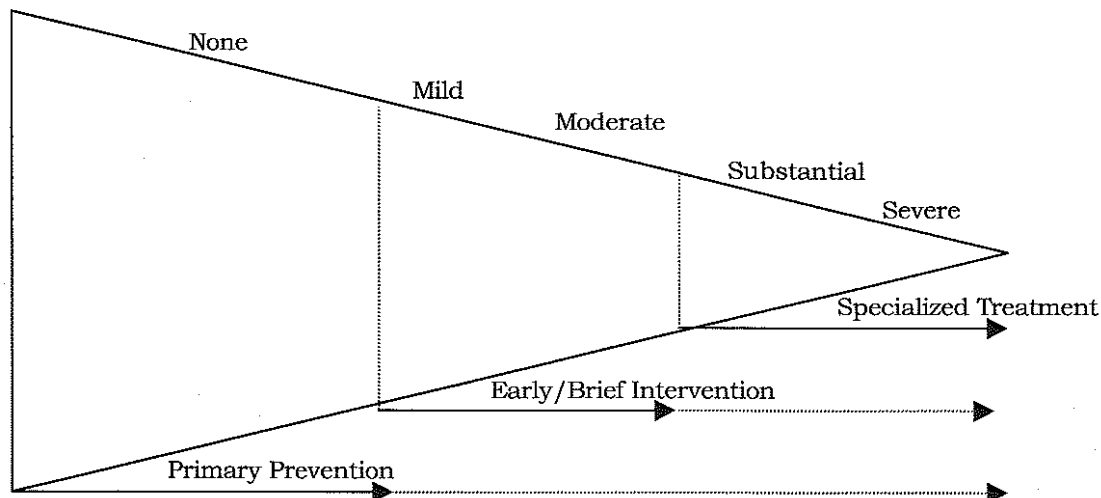 None
Mild
Moderate
Substantial
Severe
Specialized Treatment
Early/Brief Intervention
Primary Prevention